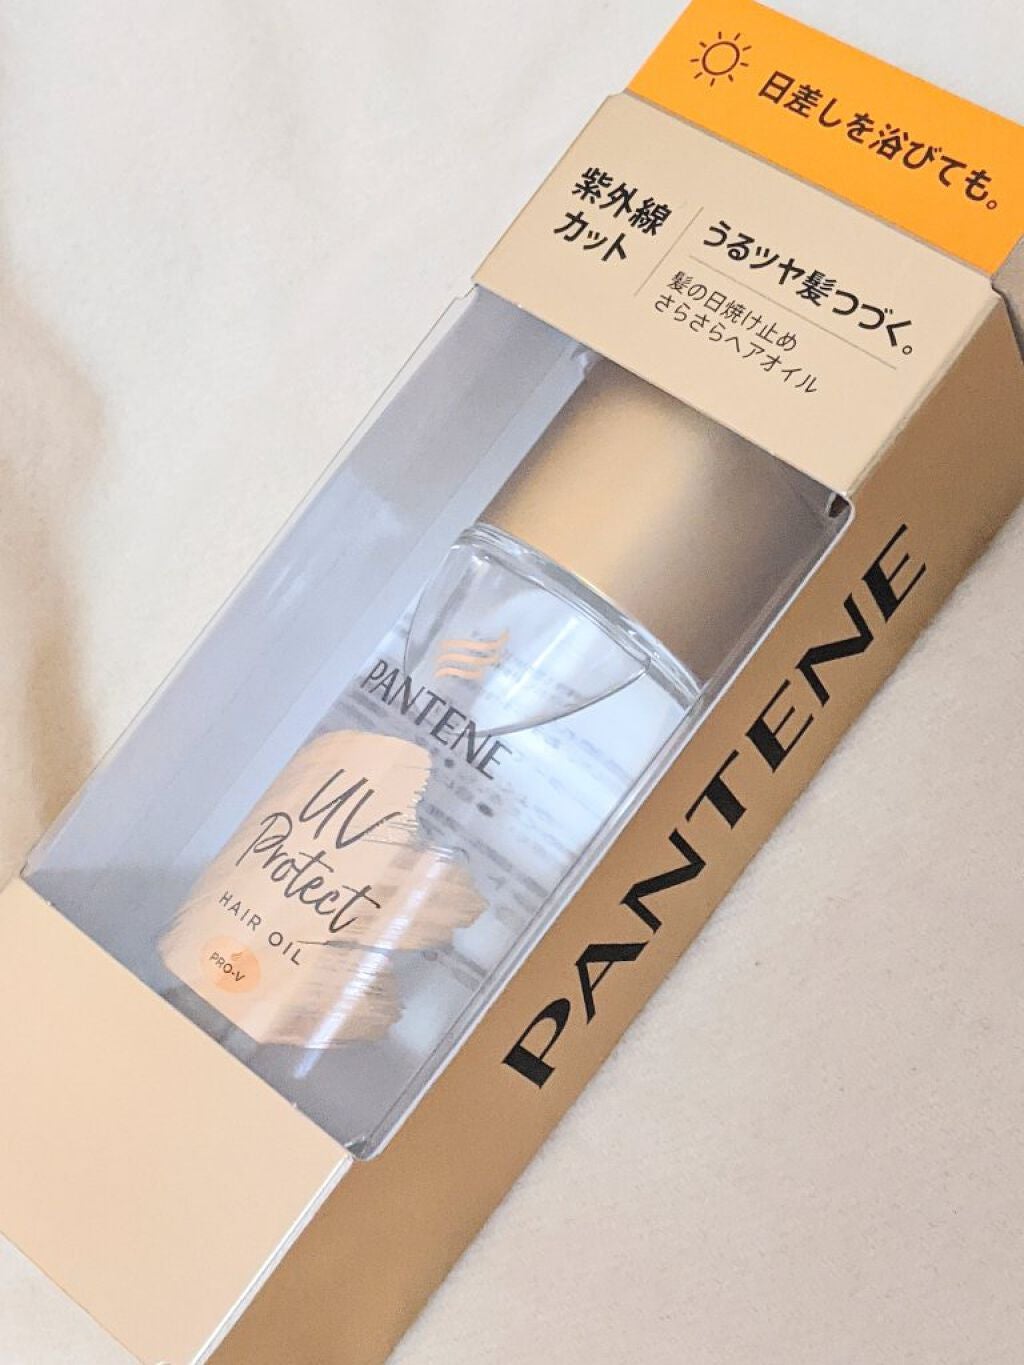 日差しを浴びても。
紫外線
カット
うるツヤ髪つづく。
髪の日焼け止め
さらさらヘアオイル
PANTENE
UV
Protect
HAIR OIL
PRO-V
PANTENE